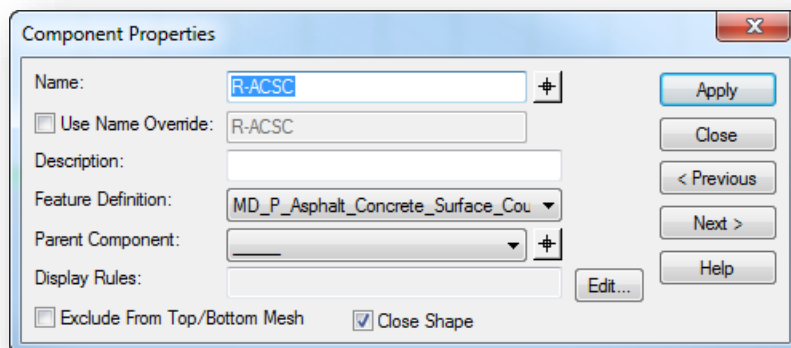 Component Properties
Name: R-ACSC
Use Name Override: R-ACSC
Description:
Feature Definition: MD_P_Asphalt_Concrete_Surface_Cou
Parent Component:
Display Rules: Edit...
Exclude From Top/Bottom Mesh Close Shape
Apply
Close
< Previous
Next >
Help